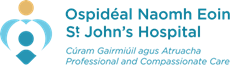 Ospidéal Naomh Eoin
St John's Hospital
Cúram Gairmiúil agus Atruacha
Professional and Compassionate Care